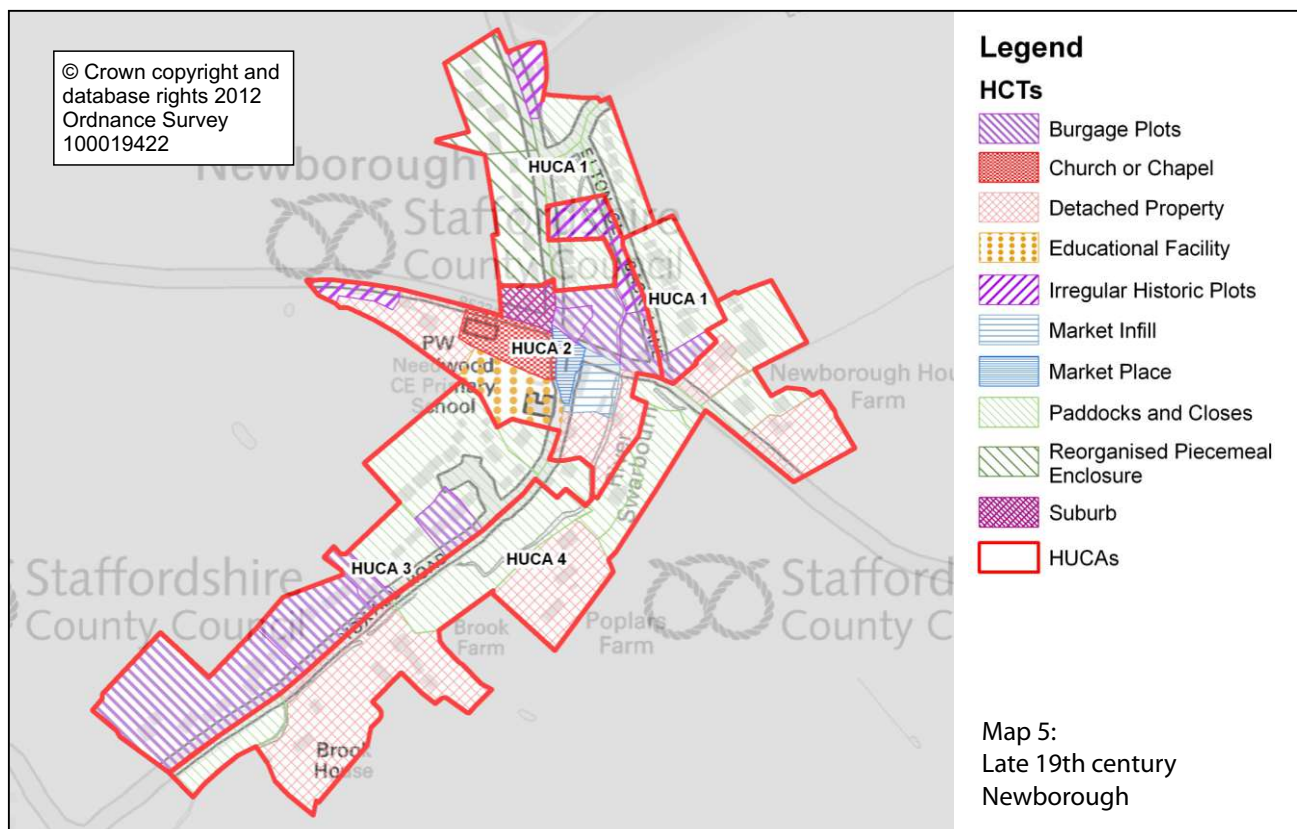 © Crown copyright and
database rights 2012
Ordnance Survey
100019422
Newborough
Staffordshire
County Council
HUCA 1
HUCA 1
PW
HUCA 2
Needwood
CE Primary
School
Newborough Hou
Farm
River
Swarbourn
HUCA 3
HUCA 4
Staffordshire
County Council
Brook
Farm
Poplars
Farm
Stafford
County C
Brook
House
Legend
HCTs
Burgage Plots
Church or Chapel
Detached Property
Educational Facility
Irregular Historic Plots
Market Infill
Market Place
Paddocks and Closes
Reorganised Piecemeal
Enclosure
Suburb
HUCAs
Map 5:
Late 19th century
Newborough